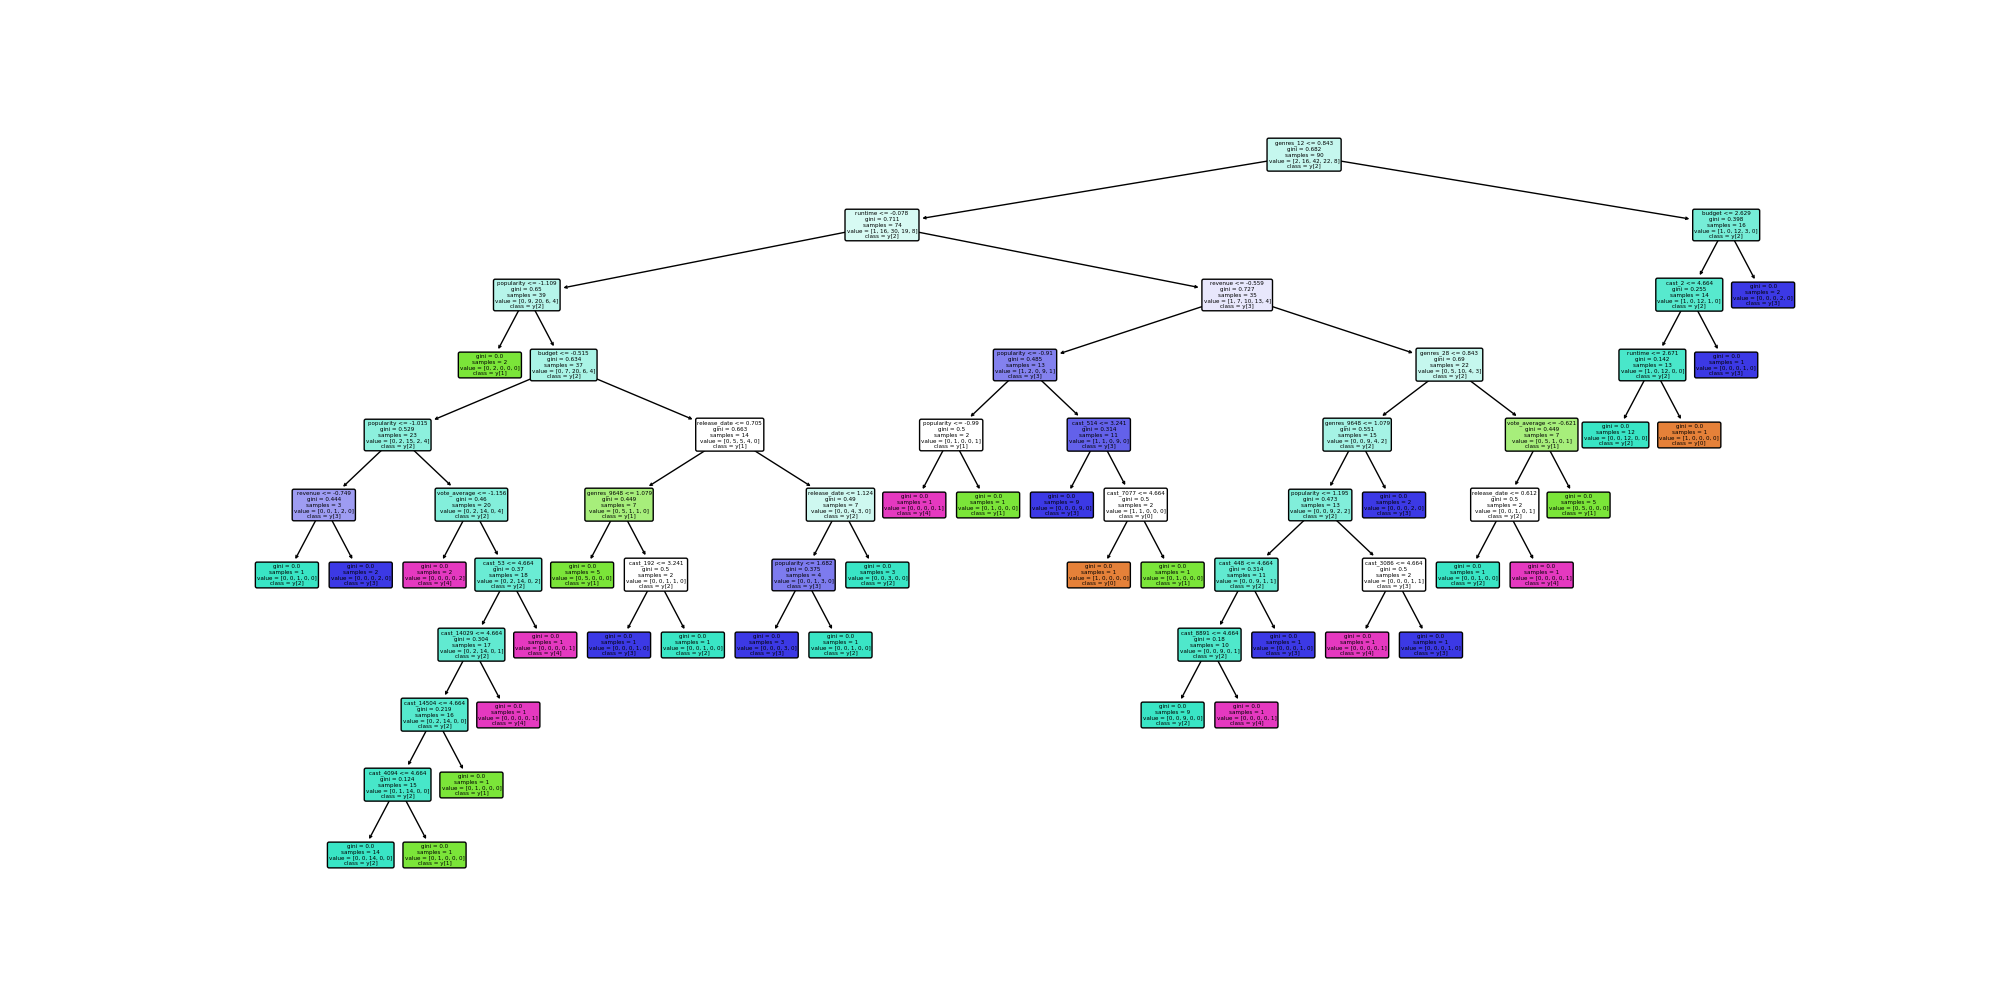 genres_12 <= 0.843
gini = 0.682
samples = 90
value = [2, 16, 42, 22, 8]
class = y[2]
runtime <= -0.078
gini = 0.711
samples = 74
value = [1, 16, 30, 19, 8]
class = y[2]
budget <= 2.629
gini = 0.398
samples = 16
value = [1, 0, 12, 3, 0]
class = y[2]
popularity <= -1.109
gini = 0.65
samples = 39
value = [0, 9, 20, 6, 4]
class = y[2]
revenue <= -0.559
gini = 0.727
samples = 35
value = [1, 7, 10, 13, 4]
class = y[3]
cast_2 <= 4.664
gini = 0.255
samples = 14
value = [1, 0, 12, 1, 0]
class = y[2]
gini = 0.0
samples = 2
value = [0, 0, 0, 2, 0]
class = y[3]
gini = 0.0
samples = 2
value = [0, 2, 0, 0, 0]
class = y[1]
budget <= -0.515
gini = 0.634
samples = 37
value = [0, 7, 20, 6, 4]
class = y[2]
popularity <= -0.91
gini = 0.485
samples = 13
value = [1, 2, 0, 9, 1]
class = y[3]
genres_28 <= 0.843
gini = 0.69
samples = 22
value = [0, 5, 10, 4, 3]
class = y[2]
runtime <= 2.671
gini = 0.142
samples = 13
value = [1, 0, 12, 0, 0]
class = y[2]
gini = 0.0
samples = 1
value = [0, 0, 0, 1, 0]
class = y[3]
popularity <= -1.015
gini = 0.529
samples = 23
value = [0, 2, 15, 2, 4]
class = y[2]
release_date <= 0.705
gini = 0.663
samples = 14
value = [0, 5, 5, 4, 0]
class = y[1]
popularity <= -0.99
gini = 0.5
samples = 2
value = [0, 1, 0, 0, 1]
class = y[1]
cast_514 <= 3.241
gini = 0.314
samples = 11
value = [1, 1, 0, 9, 0]
class = y[3]
genres_9648 <= 1.079
gini = 0.551
samples = 15
value = [0, 0, 9, 4, 2]
class = y[2]
vote_average <= -0.621
gini = 0.449
samples = 7
value = [0, 5, 1, 0, 1]
class = y[1]
gini = 0.0
samples = 12
value = [0, 0, 12, 0, 0]
class = y[2]
gini = 0.0
samples = 1
value = [1, 0, 0, 0, 0]
class = y[0]
revenue <= -0.749
gini = 0.444
samples = 3
value = [0, 0, 1, 2, 0]
class = y[3]
vote_average <= -1.156
gini = 0.46
samples = 20
value = [0, 2, 14, 0, 4]
class = y[2]
genres_9648 <= 1.079
gini = 0.449
samples = 7
value = [0, 5, 1, 1, 0]
class = y[1]
release_date <= 1.124
gini = 0.49
samples = 7
value = [0, 0, 4, 3, 0]
class = y[2]
gini = 0.0
samples = 1
value = [0, 0, 0, 0, 1]
class = y[4]
gini = 0.0
samples = 1
value = [0, 1, 0, 0, 0]
class = y[1]
gini = 0.0
samples = 9
value = [0, 0, 0, 9, 0]
class = y[3]
cast_7077 <= 4.664
gini = 0.5
samples = 2
value = [1, 1, 0, 0, 0]
class = y[0]
popularity <= 1.195
gini = 0.473
samples = 13
value = [0, 0, 9, 2, 2]
class = y[2]
gini = 0.0
samples = 2
value = [0, 0, 0, 2, 0]
class = y[3]
release_date <= 0.612
gini = 0.5
samples = 2
value = [0, 0, 1, 0, 1]
class = y[2]
gini = 0.0
samples = 5
value = [0, 5, 0, 0, 0]
class = y[1]
gini = 0.0
samples = 1
value = [0, 0, 1, 0, 0]
class = y[2]
gini = 0.0
samples = 2
value = [0, 0, 0, 2, 0]
class = y[3]
gini = 0.0
samples = 2
value = [0, 0, 0, 0, 2]
class = y[4]
cast_53 <= 4.664
gini = 0.37
samples = 18
value = [0, 2, 14, 0, 2]
class = y[2]
gini = 0.0
samples = 5
value = [0, 5, 0, 0, 0]
class = y[1]
cast_192 <= 3.241
gini = 0.5
samples = 2
value = [0, 0, 1, 1, 0]
class = y[2]
popularity <= 1.682
gini = 0.375
samples = 4
value = [0, 0, 1, 3, 0]
class = y[3]
gini = 0.0
samples = 3
value = [0, 0, 3, 0, 0]
class = y[2]
gini = 0.0
samples = 1
value = [1, 0, 0, 0, 0]
class = y[0]
gini = 0.0
samples = 1
value = [0, 1, 0, 0, 0]
class = y[1]
cast_448 <= 4.664
gini = 0.314
samples = 11
value = [0, 0, 9, 1, 1]
class = y[2]
cast_3086 <= 4.664
gini = 0.5
samples = 2
value = [0, 0, 0, 1, 1]
class = y[3]
gini = 0.0
samples = 1
value = [0, 0, 1, 0, 0]
class = y[2]
gini = 0.0
samples = 1
value = [0, 0, 0, 0, 1]
class = y[4]
cast_14029 <= 4.664
gini = 0.304
samples = 17
value = [0, 2, 14, 0, 1]
class = y[2]
gini = 0.0
samples = 1
value = [0, 0, 0, 0, 1]
class = y[4]
gini = 0.0
samples = 1
value = [0, 0, 0, 1, 0]
class = y[3]
gini = 0.0
samples = 1
value = [0, 0, 1, 0, 0]
class = y[2]
gini = 0.0
samples = 3
value = [0, 0, 0, 3, 0]
class = y[3]
gini = 0.0
samples = 1
value = [0, 0, 1, 0, 0]
class = y[2]
cast_8891 <= 4.664
gini = 0.18
samples = 10
value = [0, 0, 9, 0, 1]
class = y[2]
gini = 0.0
samples = 1
value = [0, 0, 0, 1, 0]
class = y[3]
gini = 0.0
samples = 1
value = [0, 0, 0, 0, 1]
class = y[4]
gini = 0.0
samples = 1
value = [0, 0, 0, 1, 0]
class = y[3]
cast_14504 <= 4.664
gini = 0.219
samples = 16
value = [0, 2, 14, 0, 0]
class = y[2]
gini = 0.0
samples = 1
value = [0, 0, 0, 0, 1]
class = y[4]
gini = 0.0
samples = 9
value = [0, 0, 9, 0, 0]
class = y[2]
gini = 0.0
samples = 1
value = [0, 0, 0, 0, 1]
class = y[4]
cast_4094 <= 4.664
gini = 0.124
samples = 15
value = [0, 1, 14, 0, 0]
class = y[2]
gini = 0.0
samples = 1
value = [0, 1, 0, 0, 0]
class = y[1]
gini = 0.0
samples = 14
value = [0, 0, 14, 0, 0]
class = y[2]
gini = 0.0
samples = 1
value = [0, 1, 0, 0, 0]
class = y[1]